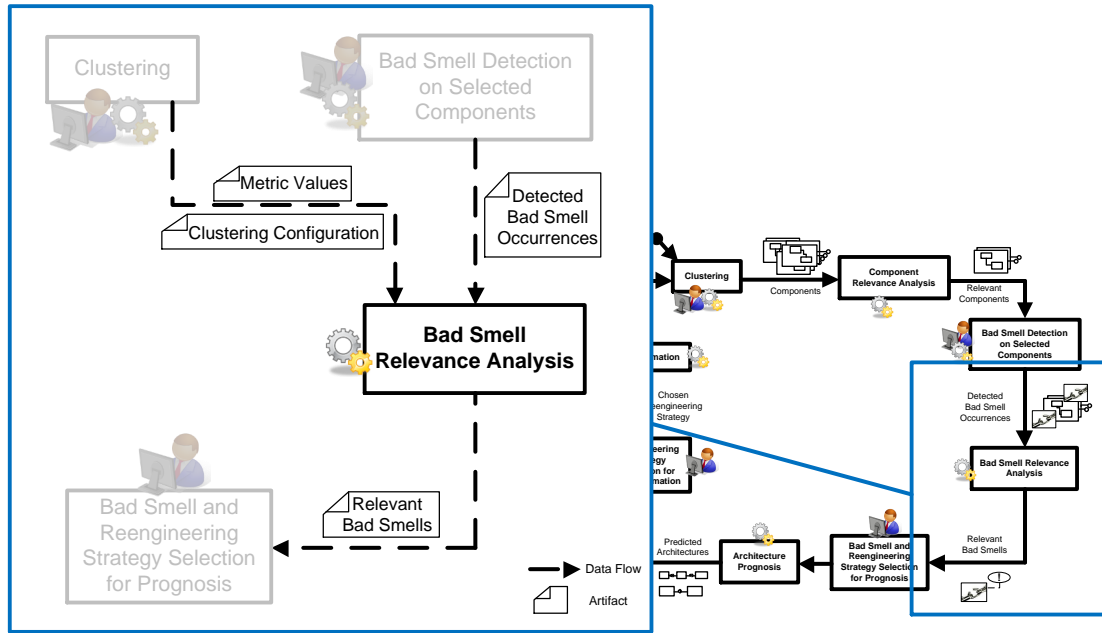 Clustering
Bad Smell Detection
on Selected
Components
Metric Values
Clustering Configuration
Detected
Bad Smell
Occurrences
Bad Smell
Relevance Analysis
Relevant
Bad Smells
Bad Smell and
Reengineering
Strategy Selection
for Prognosis
Data Flow
Artifact
Clustering
Components
Component
Relevance Analysis
Relevant
Components
Bad Smell Detection
on Selected
Components
Detected
Bad Smell
Occurrences
Bad Smell Relevance
Analysis
Relevant
Bad Smells
Bad Smell and
Reengineering
Strategy Selection
for Prognosis
Architecture
Prognosis
Predicted
Architectures
mation
Chosen
eengineering
Strategy
eering
tegy
on for
rmation